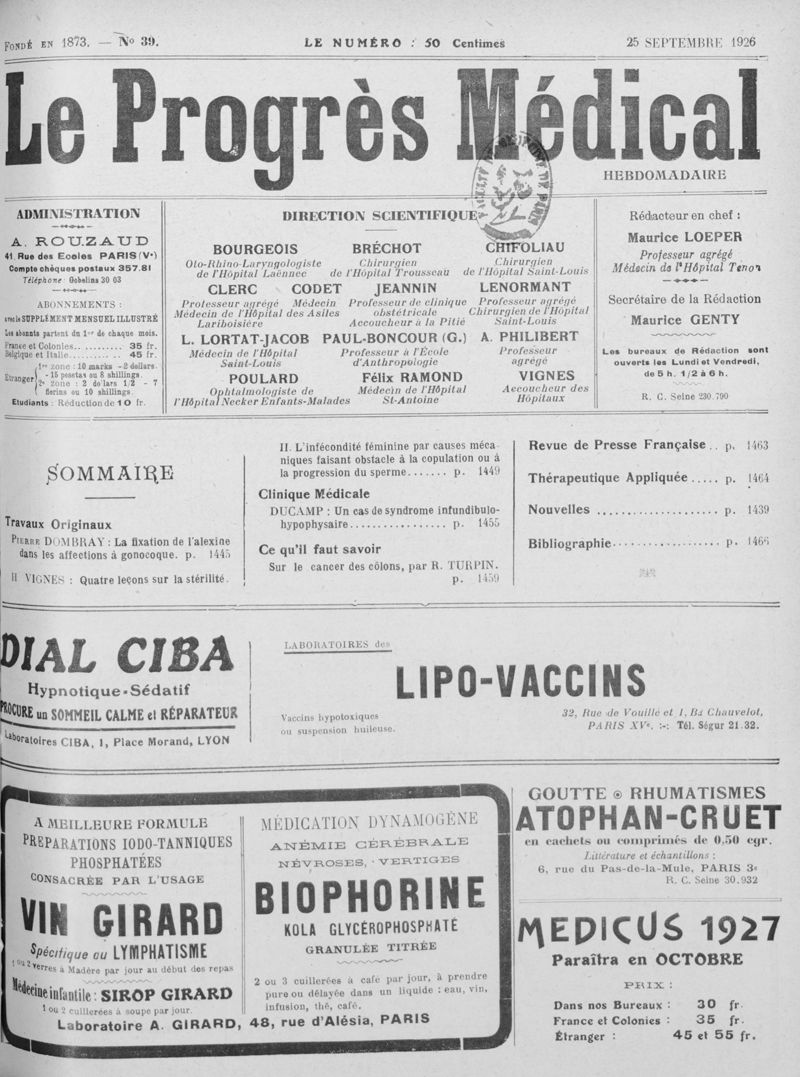 FONDÉ EN 1873. — No 39.
LE NUMÉRO : 50 Centimes
25 SEPTEMBRE 1926
Le Progrès Médical
HEBDOMADAIRE
ADMINISTRATION
A. ROUZAUD
41, Rue des Ecoles PARIS (Ve)
Compte chèques postaux 357.81
Téléphone : Gobelins 30 03
ABONNEMENTS :
avec le SUPPLÉMENT MENSUEL ILLUSTRÉ
Les abonnts partent du 1er de chaque mois.
France et Colonies.. .......... 35 fr.
Belgique et Italie............ .. 45 fr.
Etranger
1re zone : 10 marks - 2 dollars.
- 15 pesetas ou 8 shillings.
2e zone : 2 dollars 1/2 - 7
florins ou 10 shillings.
Etudiants : Réduction de 10 fr.
DIRECTION SCIENTIFIQUE
BOURGEOIS
Oto-Rhino-Laryngologiste
de l'Hôpital Laënnec
BRÉCHOT
Chirurgien
de l'Hôpital Trousseau
CHIFOLIAU
Chirurgien
de l'Hôpital Saint-Louis
CLERC
Professeur agrégé
Médecin de l'Hôpital
Lariboisière
CODET
Médecin
des Asiles
JEANNIN
Professeur de clinique
obstétricale
Accoucheur à la Pitié
LENORMANT
Professeur agrégé
Chirurgien de l'Hôpital
Saint-Louis
L. LORTAT-JACOB
Médecin de l'Hôpital
Saint-Louis
PAUL-BONCOUR (G.)
Professeur à l'École
d'Anthropologie
A. PHILIBERT
Professeur
agrégé
POULARD
Ophtalmologiste de
l'Hôpital Necker Enfants-Malades
Félix RAMOND
Médecin de l'Hôpital
St-Antoine
VIGNES
Accoucheur des
Hôpitaux
Rédacteur en chef :
Maurice LOEPER
Professeur agrégé
Médecin de l'Hôpital Tenon
Secrétaire de la Rédaction
Maurice GENTY
Les bureaux de Rédaction sont
ouverts les Lundi et Vendredi,
de 5 h. 1/2 à 6 h.
R. C. Seine 230.790
SOMMAIRE
Travaux Originaux
PIERRE DOMBRAY : La fixation de l'alexine
dans les affections à gonocoque. p. 1445
H VIGNES : Quatre leçons sur la stérilité.
II. L'infécondité féminine par causes méca-
niques faisant obstacle à la copulation ou à
la progression du sperme....... p. 1449
Clinique Médicale
DUCAMP : Un cas de syndrome infundibulo-
hypophysaire................. p. 1455
Ce qu'il faut savoir
Sur le cancer des côlons, par R. TURPIN.
p. 1459
Revue de Presse Française .. p. 1463
Thérapeutique Appliquée ..... p. 1464
Nouvelles ..................... p. 1439
Bibliographie.................... p. 1466
DIAL CIBA
Hypnotique-Sédatif
PROCURE un SOMMEIL CALME et RÉPARATEUR
Laboratoires CIBA, 1, Place Morand, LYON
LABORATOIRES des
LIPO-VACCINS
Vaccins hypotoxiques
ou suspension huileuse.
32, Rue de Vouillé et 1, Bd Chauvelot,
PARIS XVe. :-: Tél. Ségur 21.32.
A MEILLEURE FORMULE
PREPARATIONS IODO-TANNIQUES
PHOSPHATÉES
CONSACRÉE PAR L'USAGE
VIN GIRARD
Spécifique du LYMPHATISME
1 ou 2 verres à Madère par jour au début des repas
Médecine infantile : SIROP GIRARD
1 ou 2 cuillerées à soupe par jour.
MÉDICATION DYNAMOGÈNE
ANÉMIE CÉRÉBRALE
NÉVROSES, - VERTIGES
BIOPHORINE
KOLA GLYCÉROPHOSPHATÉ
GRANULÉE TITRÉE
2 ou 3 cuillerées à café par jour, à prendre
pure ou délayée dans un liquide : eau, vin,
infusion, thé, café.
Laboratoire A. GIRARD, 48, rue d'Alésia, PARIS
GOUTTE RHUMATISMES
ATOPHAN-CRUET
en cachets ou comprimés de 0.50 cgr.
Littérature et échantillons :
6, rue du Pas-de-la-Mule, PARIS 3e
R. C. Seine 30.932
MEDICUS 1927
Paraîtra en OCTOBRE
PRIX :
Dans nos Bureaux : 30 fr.
France et Colonies : 35 fr.
Étranger : 45 et 55 fr.